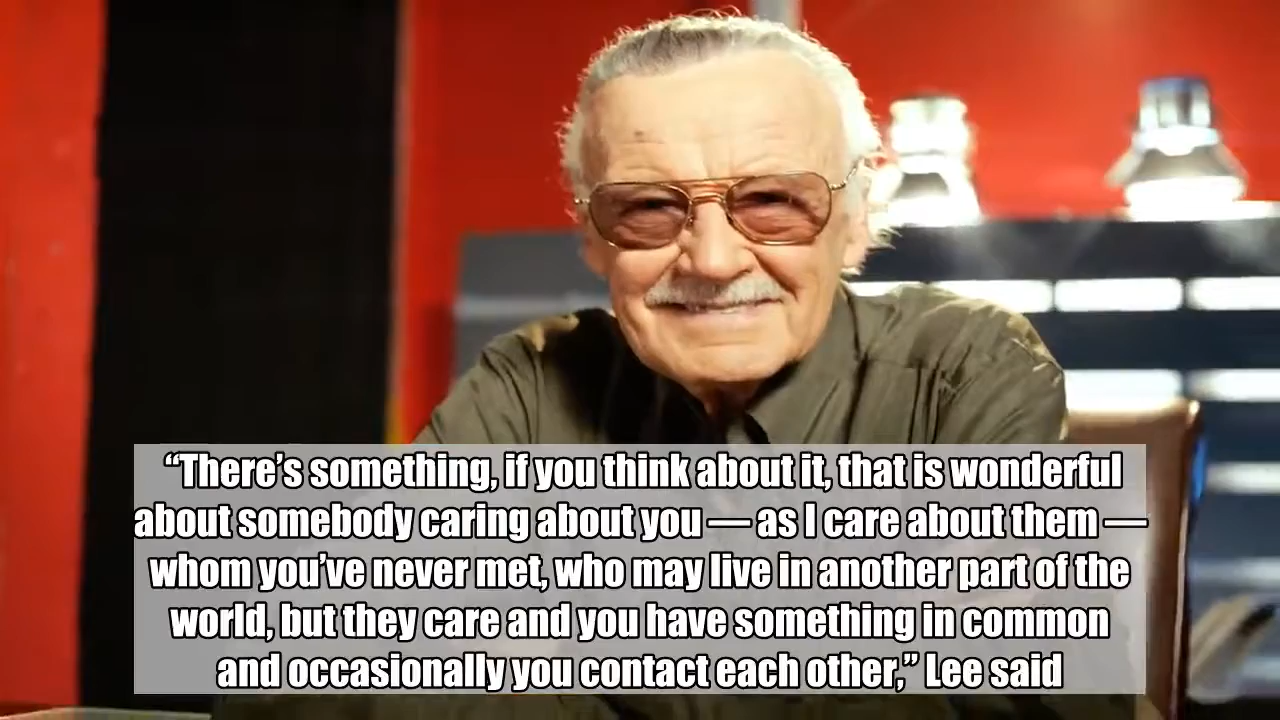 “There’s something, if you think about it, that is wonderful
about somebody caring about you — as I care about them —
whom you’ve never met, who may live in another part of the
world, but they care and you have something in common
and occasionally you contact each other,” Lee said